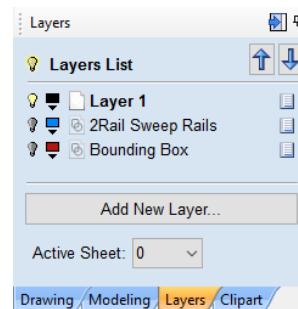 Layers
Layers List
Layer 1
2Rail Sweep Rails
Bounding Box
Add New Layer...
Active Sheet: 0
Drawing Modeling Layers Clipart